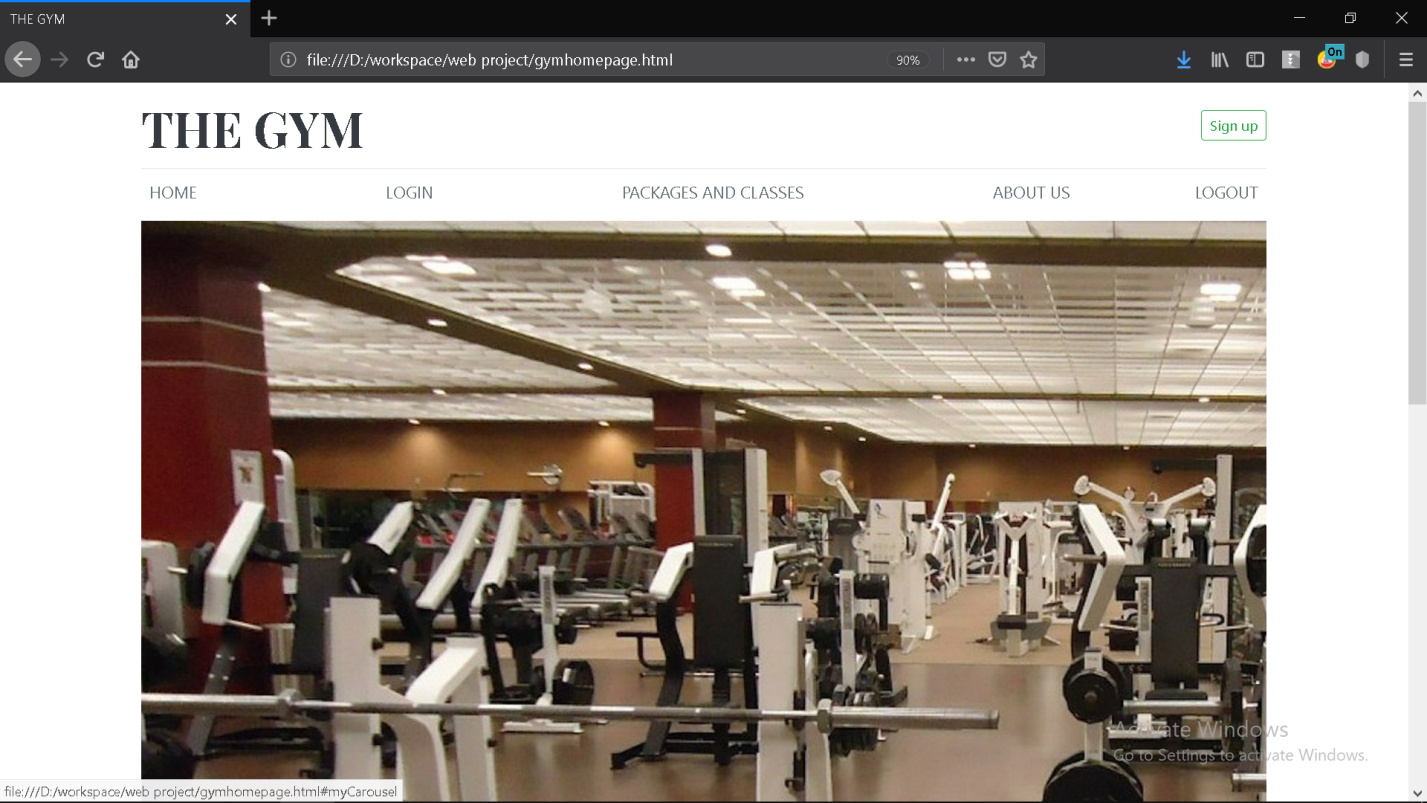 THE GYM
file:///D:/workspace/web project/gymhomepage.html
90%
On
THE GYM
Sign up
HOME LOGIN PACKAGES AND CLASSES ABOUT US LOGOUT
Activate Windows
Go to Settings to activate Windows.
file:///D:/workspace/web project/gymhomepage.html#myCarousel